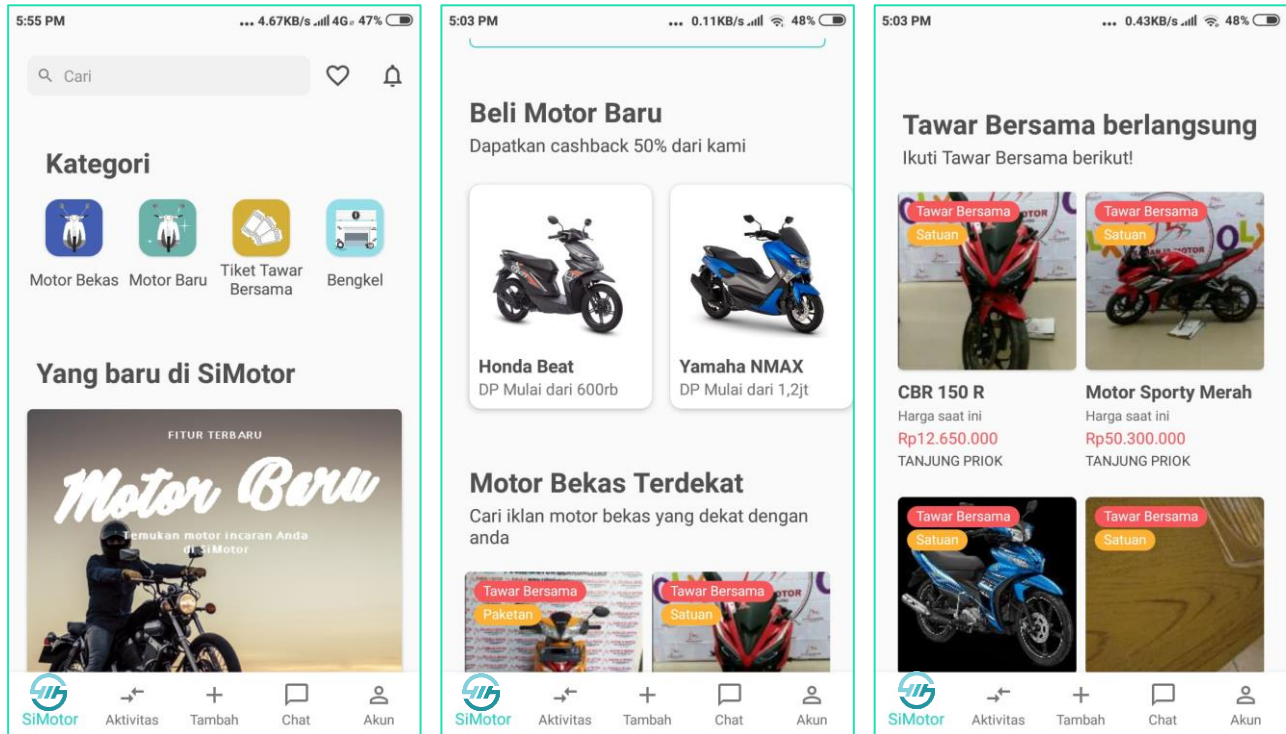 5:55 PM
... 4.67KB/s 4G 47%
Cari
Kategori
Motor Bekas
Motor Baru
Tiket Tawar
Bersama
Bengkel
Yang baru di SiMotor
FITUR TERBARU
Motor Baru
Temukan motor incaran Anda
di SiMotor
SiMotor
Aktivitas
Tambah
Chat
Akun
5:03 PM
... 0.11KB/s 48%
Beli Motor Baru
Dapatkan cashback 50% dari kami
Honda Beat
DP Mulai dari 600rb
Yamaha NMAX
DP Mulai dari 1,2jt
Motor Bekas Terdekat
Cari iklan motor bekas yang dekat dengan
anda
Tawar Bersama
Paketan
Tawar Bersama
Satuan
SiMotor
Aktivitas
Tambah
Chat
Akun
5:03 PM
... 0.43KB/s 48%
Tawar Bersama berlangsung
Ikuti Tawar Bersama berikut!
Tawar Bersama
Satuan
CBR 150 R
Harga saat ini
Rp12.650.000
TANJUNG PRIOK
Tawar Bersama
Satuan
OLX
Motor Sporty Merah
Harga saat ini
Rp50.300.000
TANJUNG PRIOK
Tawar Bersama
Satuan
Tawar Bersama
Satuan
SiMotor
Aktivitas
Tambah
Chat
Akun